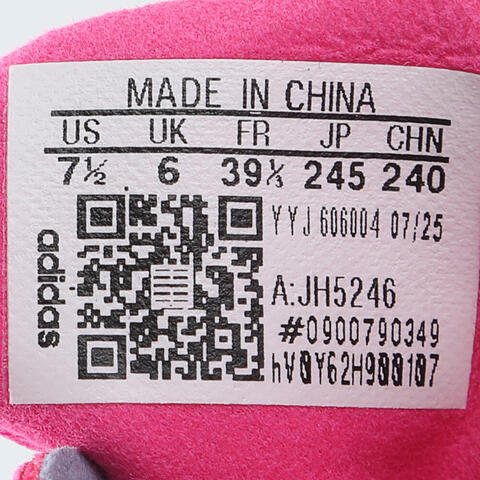 MADE IN CHINA
US UK FR JP CHN
7½ 6 39⅓ 245 240
YYJ 606004 07/25
adidas
A:JH5246
#0900790349
hV0Y62H900107